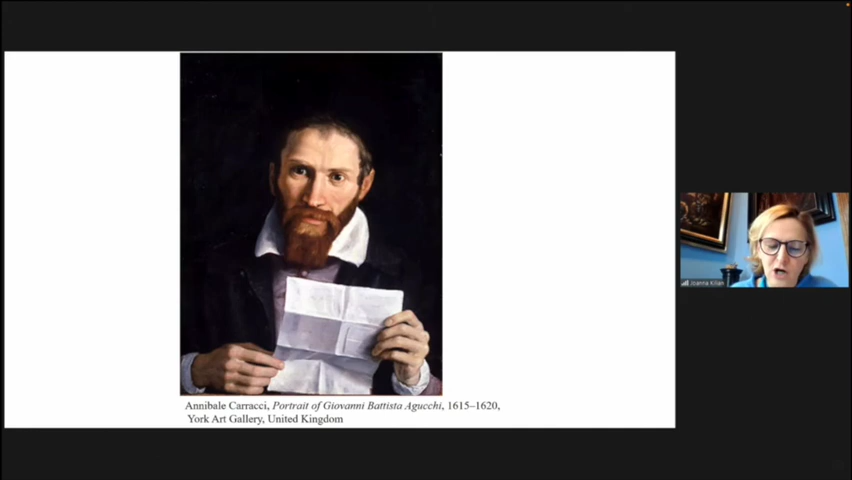 Annibale Carracci, Portrait of Giovanni Battista Agucchi, 1615–1620,
York Art Gallery, United Kingdom
Joanna Kilian